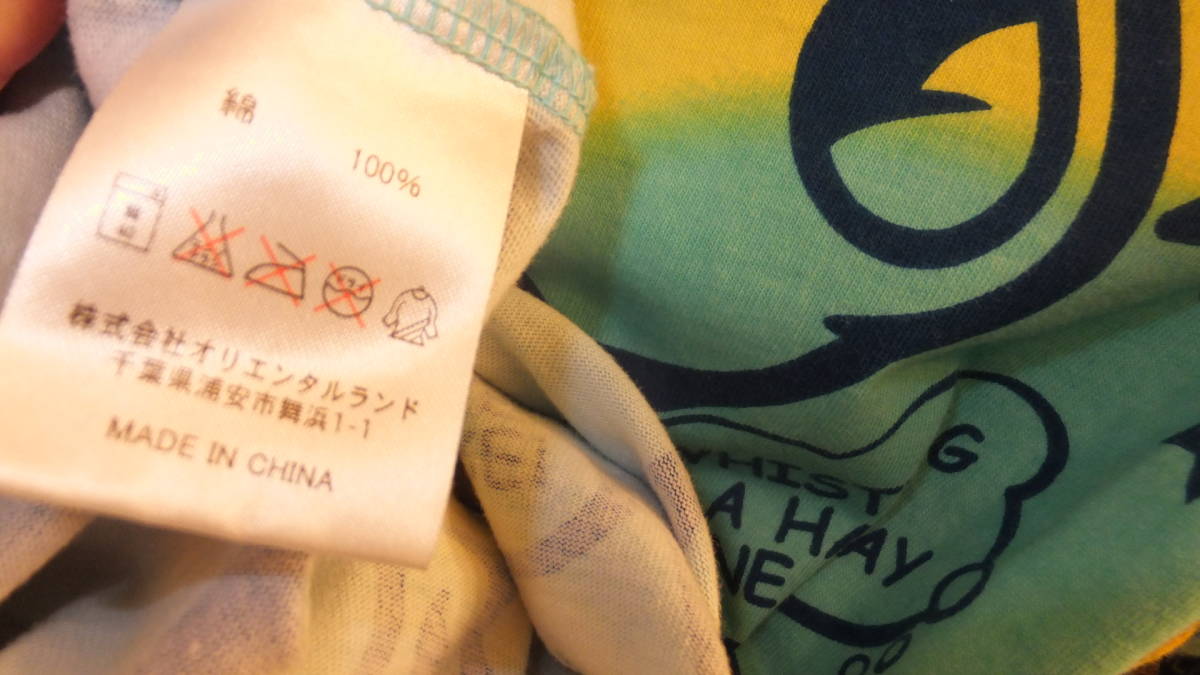 綿
100%
株式会社オリエンタルランド
千葉県浦安市舞浜1-1
MADE IN CHINA
G
WHIST
A HAY
NE